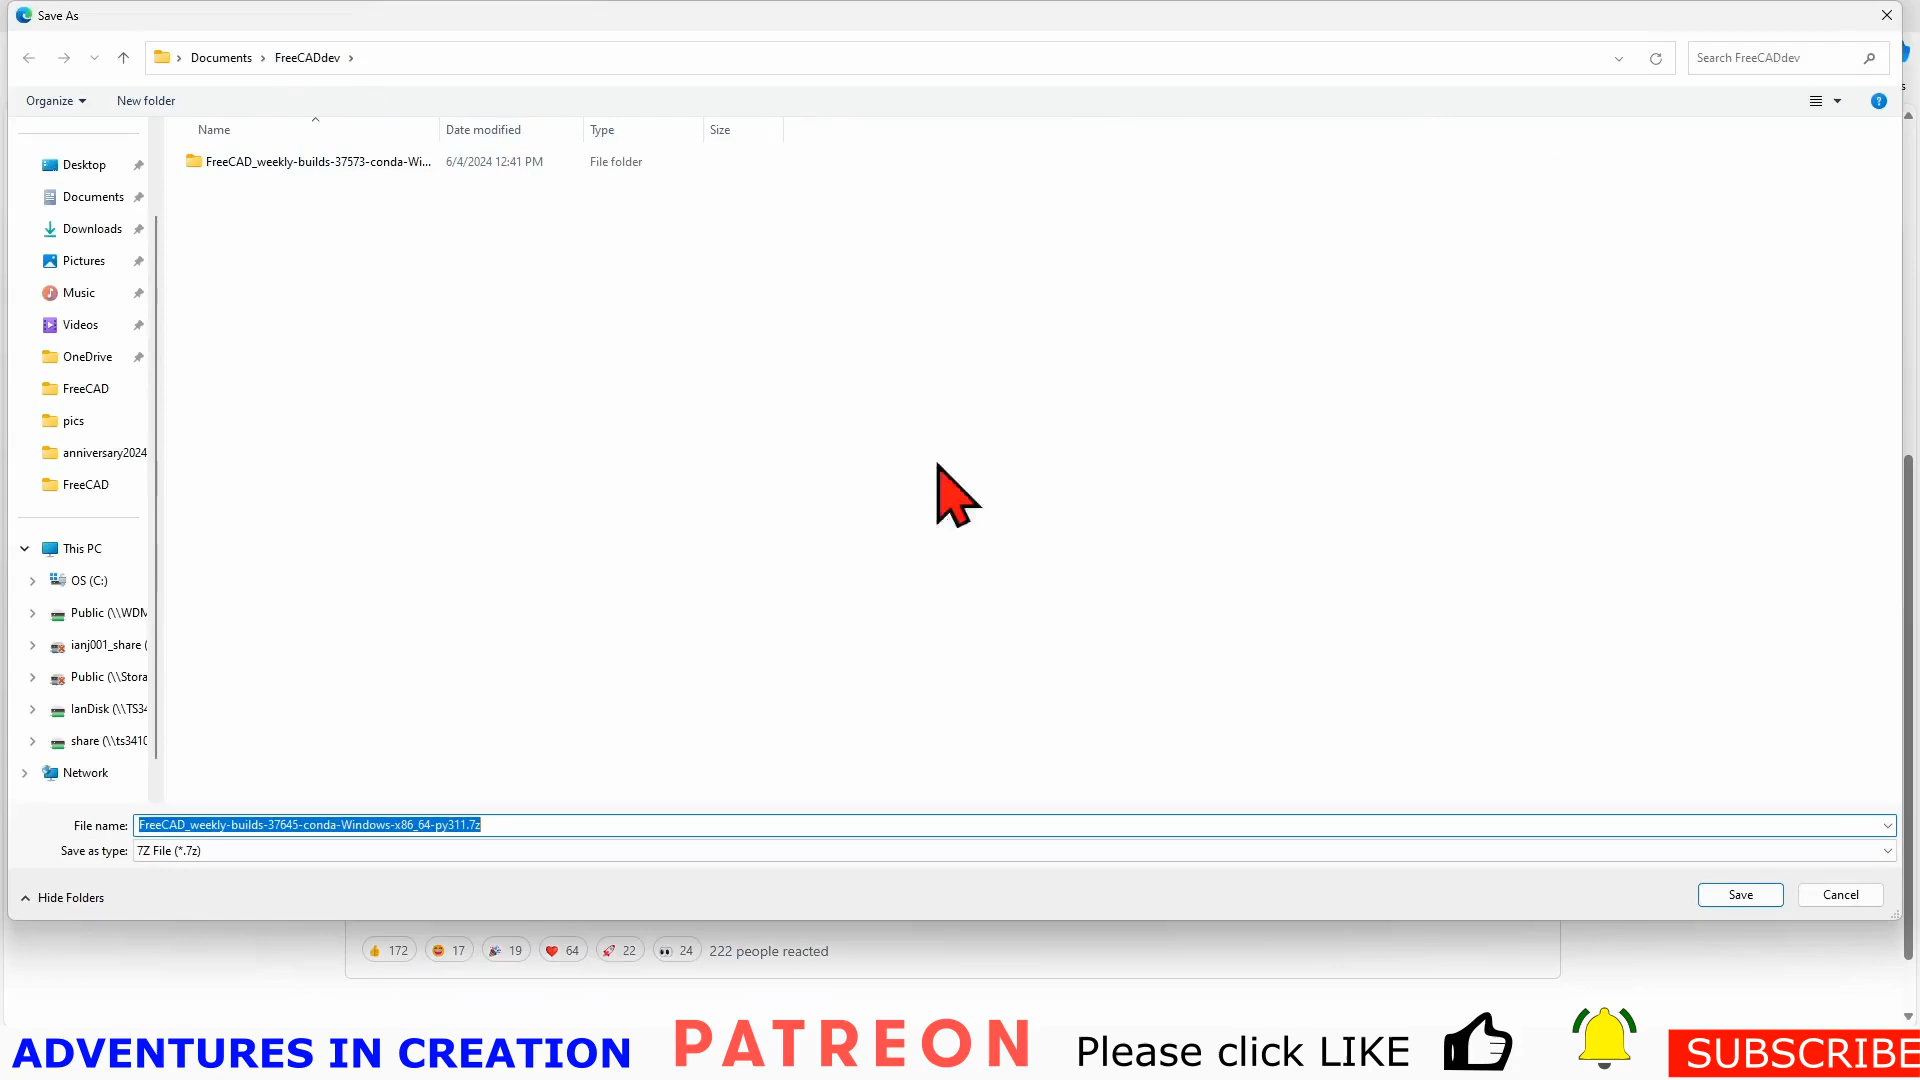 Save As
Documents
FreeCADdev
Search FreeCADdev
Organize
New folder
?
Name
Date modified
Type
Size
FreeCAD_weekly-builds-37573-conda-Wi...
6/4/2024 12:41 PM
File folder
Desktop
Documents
Downloads
Pictures
Music
Videos
OneDrive
FreeCAD
pics
anniversary2024
FreeCAD
This PC
OS (C:)
Public (\\WDM
ianj001_share (
Public (\\Stora
IanDisk (\\TS34
share (\\ts3410
Network
File name: FreeCAD_weekly-builds-37645-conda-Windows-x86_64-py311.7z
Save as type: 7Z File (*.7z)
Hide Folders
Save
Cancel
172
17
19
64
22
24
222 people reacted
ADVENTURES IN CREATION
PATREON
Please click LIKE
SUBSCRIBE